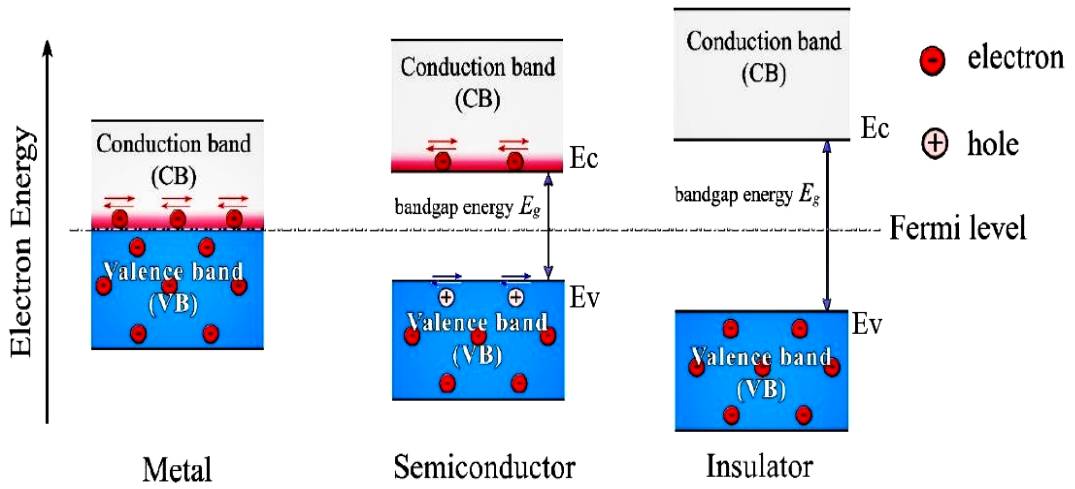 Electron Energy
Conduction band
(CB)
Valence band
(VB)
Metal
Conduction band
(CB)
Ec
bandgap energy Eg
Ev
Valence band
(VB)
Semiconductor
Conduction band
(CB)
Ec
bandgap energy Eg
Fermi level
Ev
Valence band
(VB)
Insulator
electron
hole